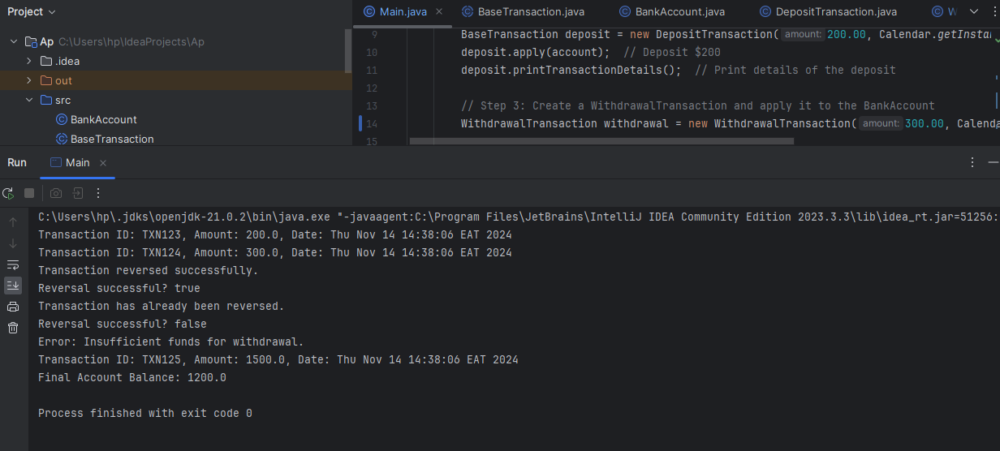 Project
Main.java
BaseTransaction.java
BankAccount.java
DepositTransaction.java
W
Ap C:\Users\hp\IdeaProjects\Ap
.idea
out
src
BankAccount
BaseTransaction
9 BaseTransaction deposit = new DepositTransaction( amount: 200.00, Calendar.getInstan
10 deposit.apply(account);  // Deposit $200
11 deposit.printTransactionDetails();  // Print details of the deposit
12
13 // Step 3: Create a WithdrawalTransaction and apply it to the BankAccount
14 WithdrawalTransaction withdrawal = new WithdrawalTransaction( amount: 300.00, Calenda
15
Run
Main
C:\Users\hp\.jdks\openjdk-21.0.2\bin\java.exe "-javaagent:C:\Program Files\JetBrains\IntelliJ IDEA Community Edition 2023.3.3\lib\idea_rt.jar=51256:
Transaction ID: TXN123, Amount: 200.0, Date: Thu Nov 14 14:38:06 EAT 2024
Transaction ID: TXN124, Amount: 300.0, Date: Thu Nov 14 14:38:06 EAT 2024
Transaction reversed successfully.
Reversal successful? true
Transaction has already been reversed.
Reversal successful? false
Error: Insufficient funds for withdrawal.
Transaction ID: TXN125, Amount: 1500.0, Date: Thu Nov 14 14:38:06 EAT 2024
Final Account Balance: 1200.0
Process finished with exit code 0